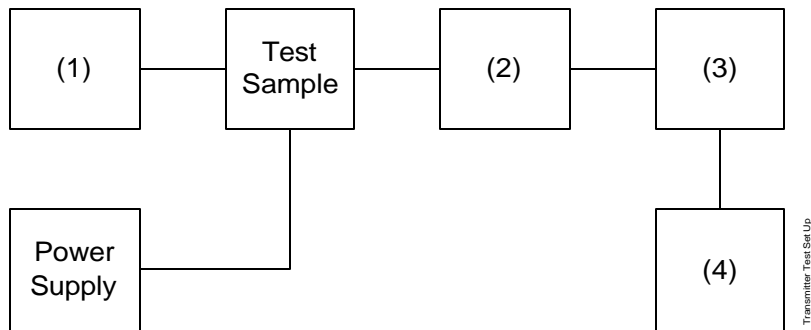 (1)
Test
Sample
(2)
(3)
Power
Supply
(4)
Transmitter Test Set Up